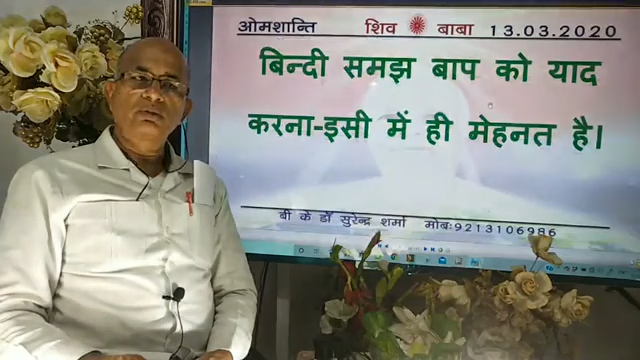 ओमशान्ति शिव बाबा 13.03.2020
बिन्दी समझ बाप को याद
करना-इसी में ही मेहनत है।
बी के डॉ सुरेन्द्र शर्मा मोबः9213106986